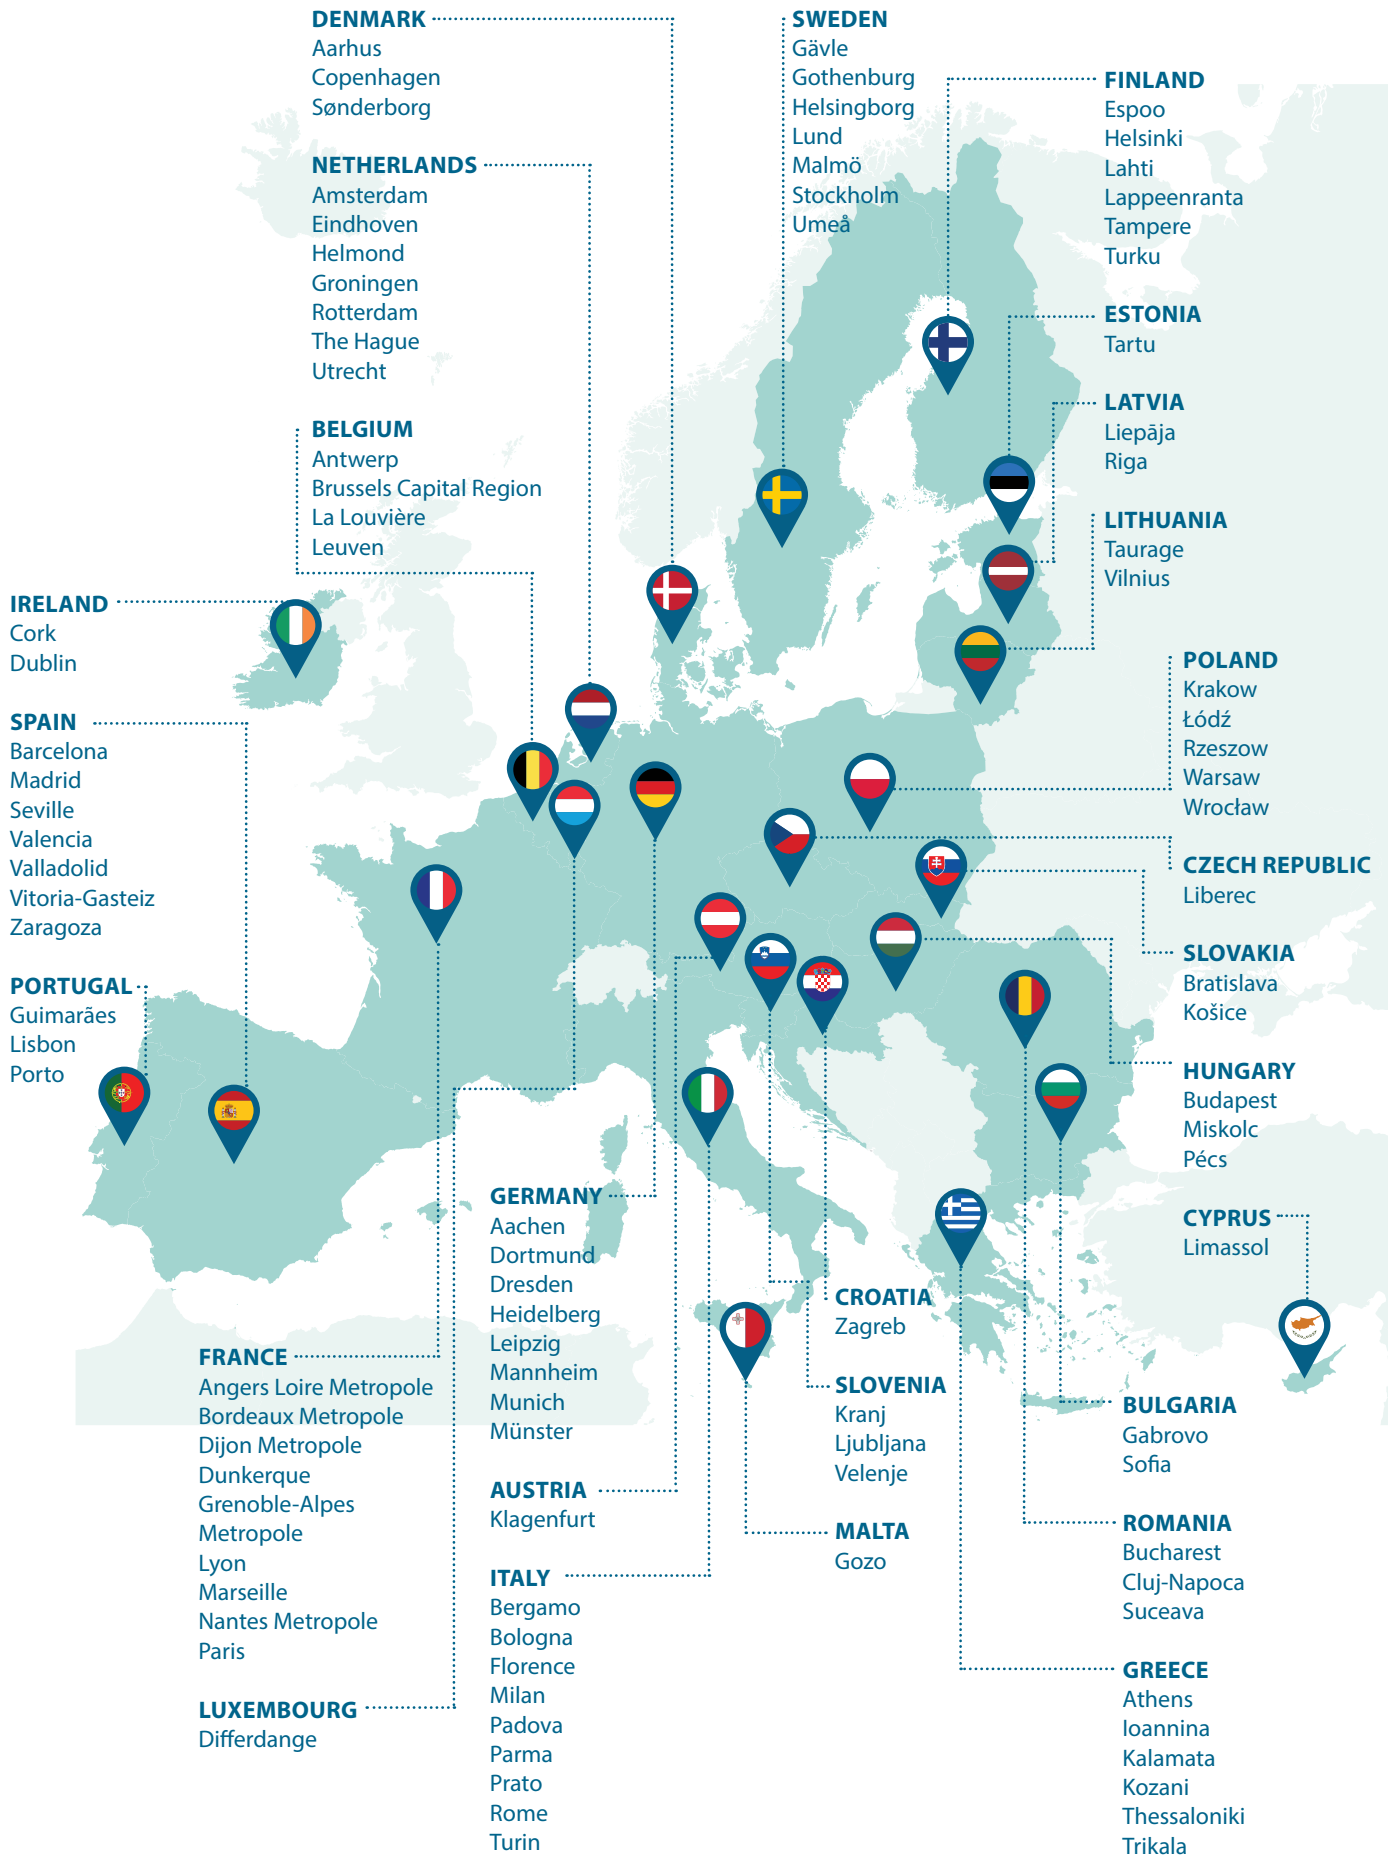 DENMARK
Aarhus
Copenhagen
Sønderborg
NETHERLANDS
Amsterdam
Eindhoven
Helmond
Groningen
Rotterdam
The Hague
Utrecht
BELGIUM
Antwerp
Brussels Capital Region
La Louvière
Leuven
IRELAND
Cork
Dublin
SPAIN
Barcelona
Madrid
Seville
Valencia
Valladolid
Vitoria-Gasteiz
Zaragoza
PORTUGAL
Guimarães
Lisbon
Porto
SWEDEN
Gävle
Gothenburg
Helsingborg
Lund
Malmö
Stockholm
Umeå
FINLAND
Espoo
Helsinki
Lahti
Lappeenranta
Tampere
Turku
ESTONIA
Tartu
LATVIA
Liepāja
Riga
LITHUANIA
Taurage
Vilnius
POLAND
Krakow
Łódź
Rzeszow
Warsaw
Wrocław
CZECH REPUBLIC
Liberec
SLOVAKIA
Bratislava
Košice
HUNGARY
Budapest
Miskolc
Pécs
CYPRUS
Limassol
FRANCE
Angers Loire Metropole
Bordeaux Metropole
Dijon Metropole
Dunkerque
Grenoble-Alpes
Metropole
Lyon
Marseille
Nantes Metropole
Paris
LUXEMBOURG
Differdange
GERMANY
Aachen
Dortmund
Dresden
Heidelberg
Leipzig
Mannheim
Munich
Münster
AUSTRIA
Klagenfurt
ITALY
Bergamo
Bologna
Florence
Milan
Padova
Parma
Prato
Rome
Turin
CROATIA
Zagreb
SLOVENIA
Kranj
Ljubljana
Velenje
MALTA
Gozo
BULGARIA
Gabrovo
Sofia
ROMANIA
Bucharest
Cluj-Napoca
Suceava
GREECE
Athens
Ioannina
Kalamata
Kozani
Thessaloniki
Trikala